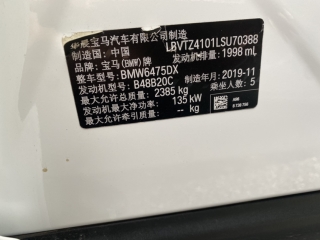 华晨宝马汽车有限公司 LBVTZ4101LSU70388
制造国：中国 发动机排量：1998 mL
品牌：宝马(BMW)牌
整车型号：BMW6475DX 制造年月：2019-11
发动机型号：B48B20C 乘坐人数：5
最大允许总质量：2385 kg
发动机最大净功率：135 kW
最大允许牵引质量：-- kg